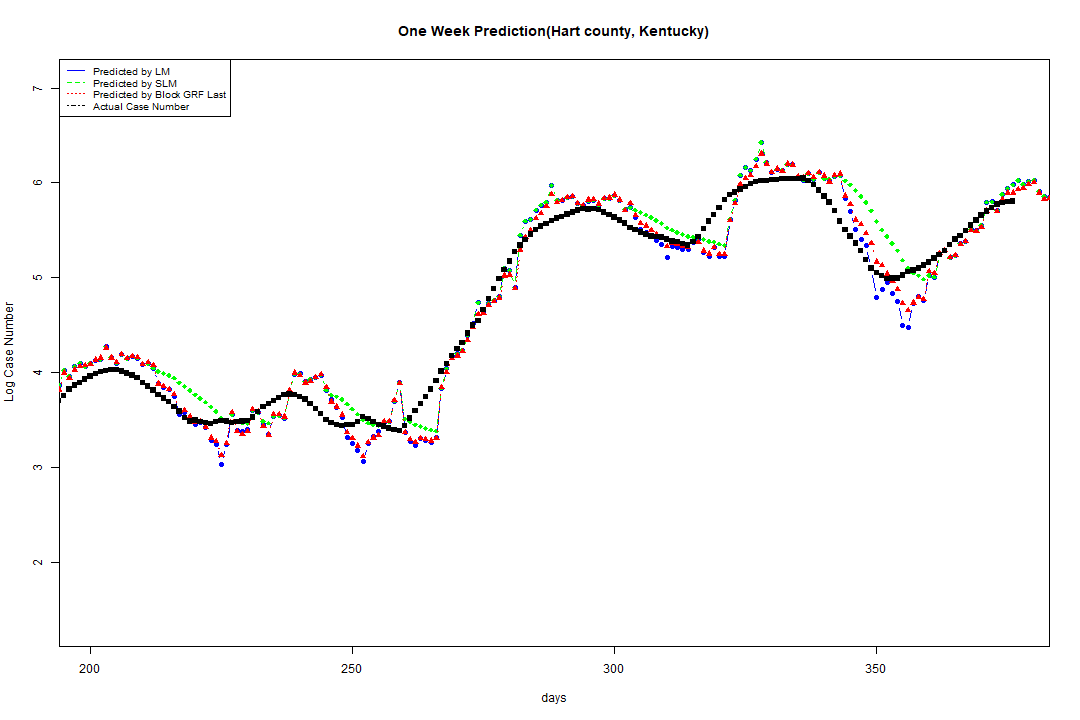 One Week Prediction(Hart county, Kentucky)
Predicted by LM
Predicted by SLM
Predicted by Block GRF Last
Actual Case Number
7
6
5
4
3
2
Log Case Number
200 250 300 350
days